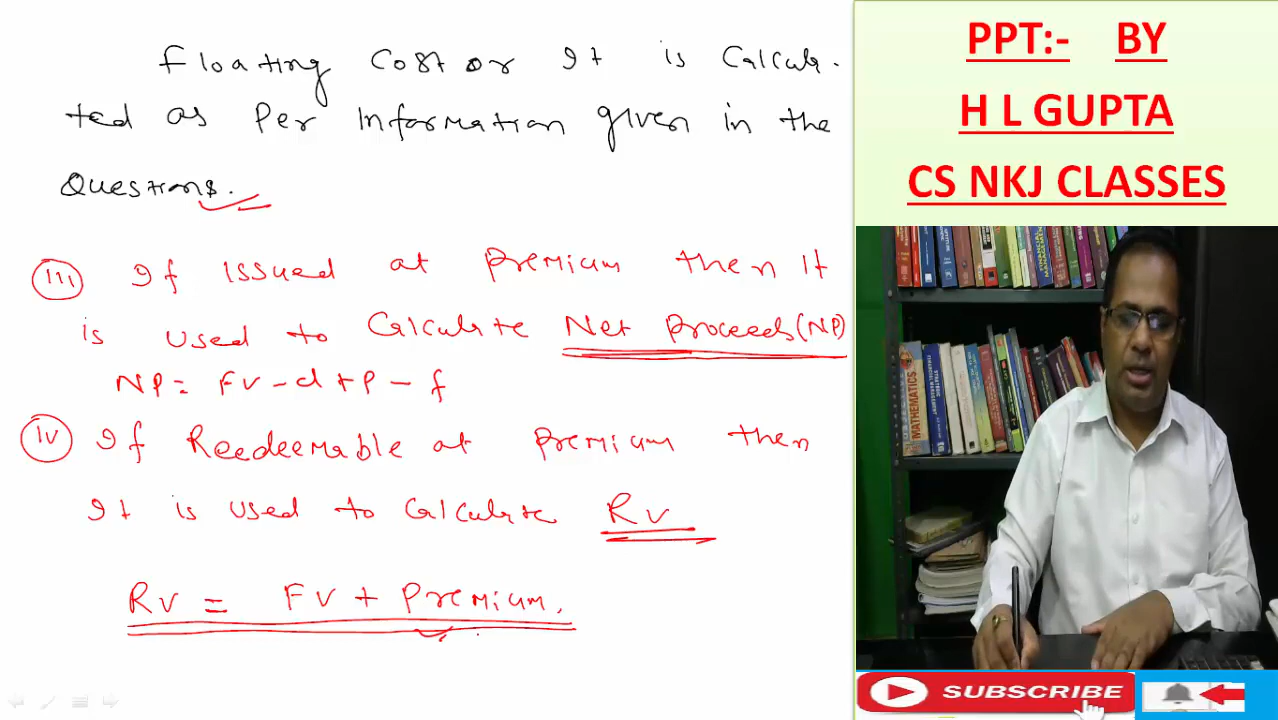 Floating Cost or It is Calcula-
ted as Per Information given in the
Questions.
(III) If issued at premium then It
is used to Calculate Net proceeds (NP)
NP = FV - d + P - f
(IV) If Reedeemable at premium then
It is used to Calculate RV
RV = FV + Premium.
PPT:- BY
H L GUPTA
CS NKJ CLASSES
MATHEMATICS
SUBSCRIBE